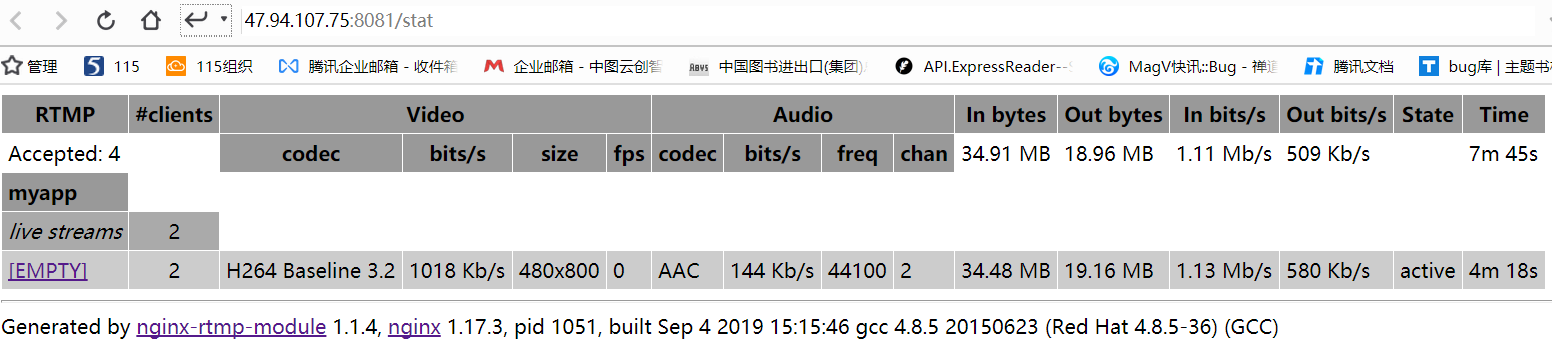 47.94.107.75:8081/stat
管理 115 115组织 腾讯企业邮箱 - 收件箱 企业邮箱 - 中图云创智 中国图书进出口(集团) API.ExpressReader-- MagV快讯::Bug - 禅道 腾讯文档 bug库 | 主题书
RTMP #clients Video Audio In bytes Out bytes In bits/s Out bits/s State Time
Accepted: 4 codec bits/s size fps codec bits/s freq chan 34.91 MB 18.96 MB 1.11 Mb/s 509 Kb/s 7m 45s
myapp
live streams 2
[EMPTY] 2 H264 Baseline 3.2 1018 Kb/s 480x800 0 AAC 144 Kb/s 44100 2 34.48 MB 19.16 MB 1.13 Mb/s 580 Kb/s active 4m 18s
Generated by nginx-rtmp-module 1.1.4, nginx 1.17.3, pid 1051, built Sep 4 2019 15:15:46 gcc 4.8.5 20150623 (Red Hat 4.8.5-36) (GCC)